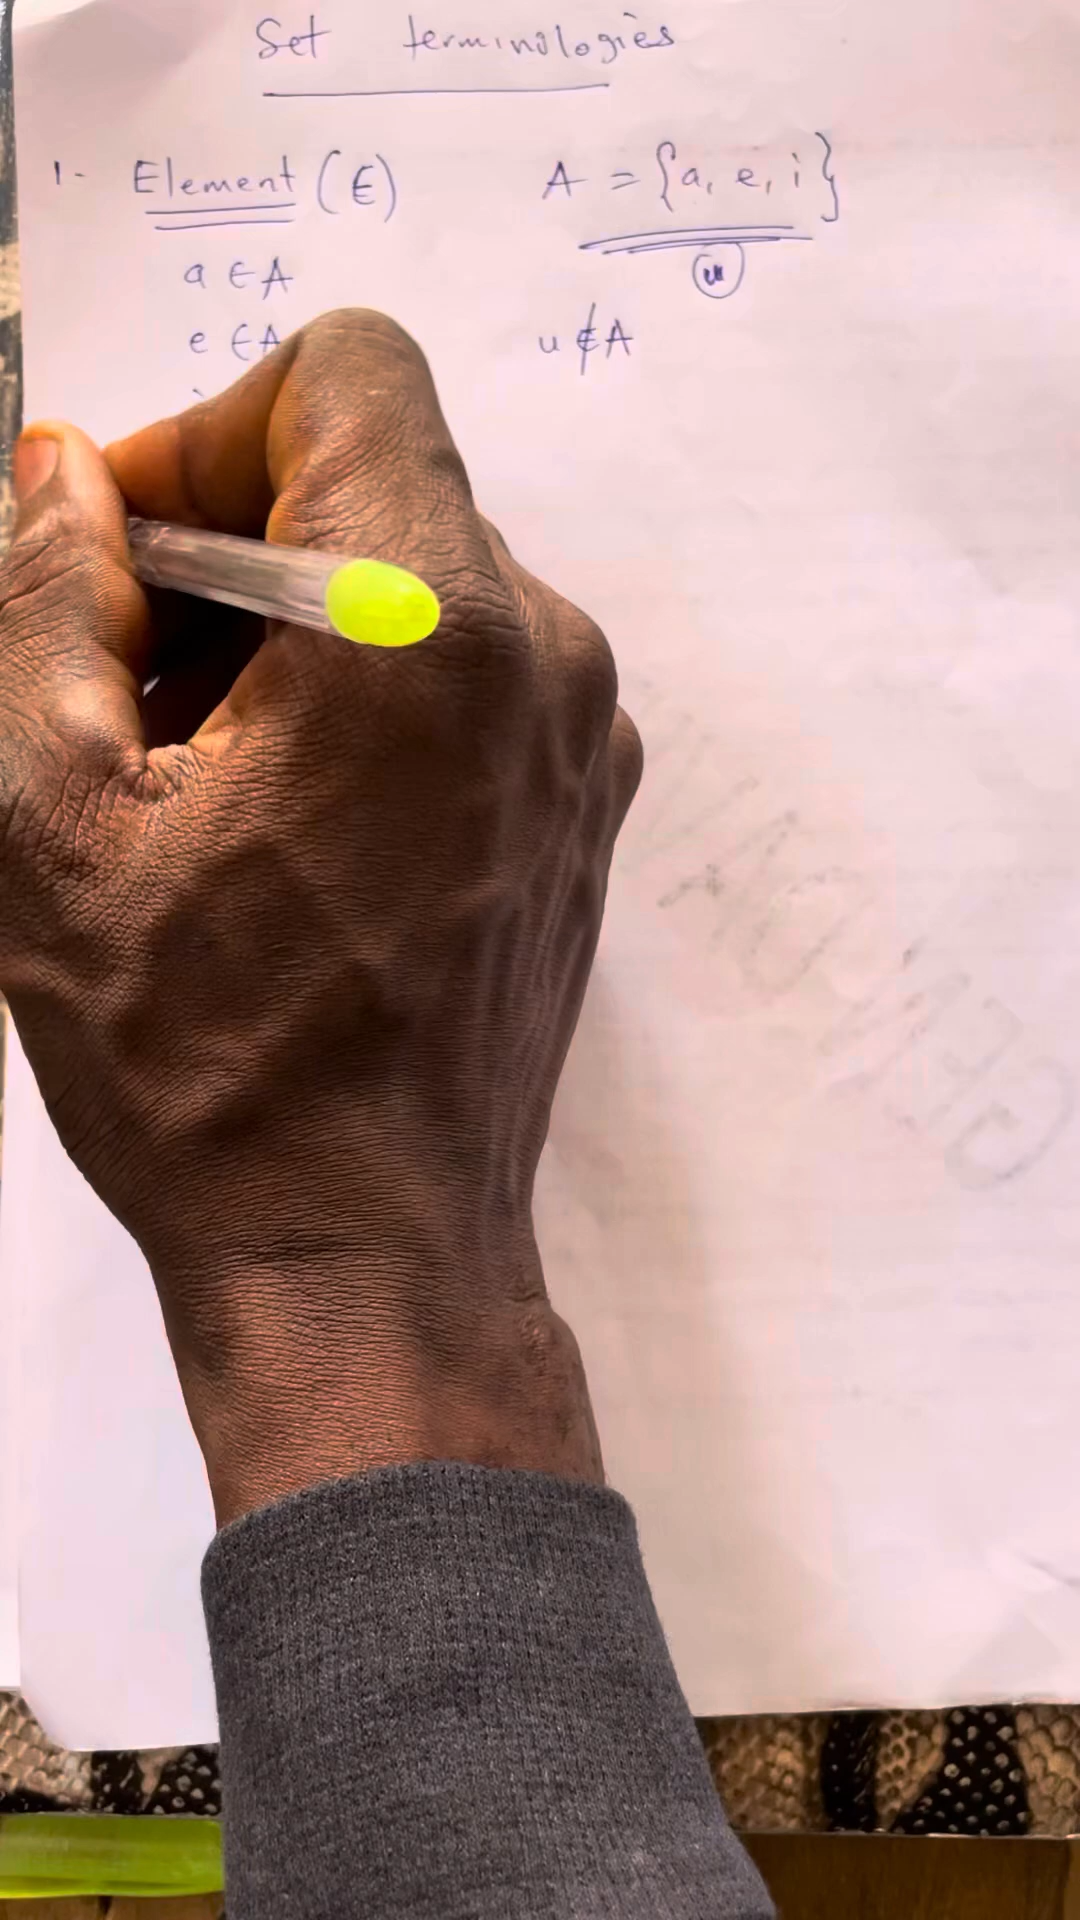 Set terminologies
1- Element (∈) A = {a, e, i}
u
a ∈ A
e ∈ A u ∉ A